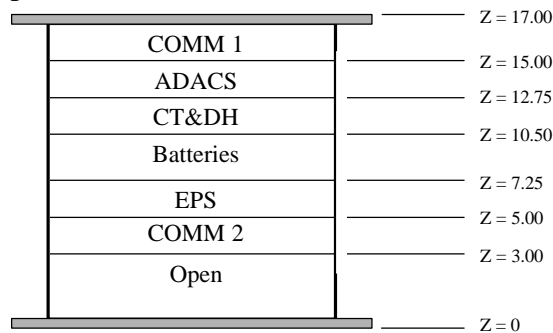 Z = 17.00
COMM 1
Z = 15.00
ADACS
Z = 12.75
CT&DH
Z = 10.50
Batteries
Z = 7.25
EPS
Z = 5.00
COMM 2
Z = 3.00
Open
Z = 0